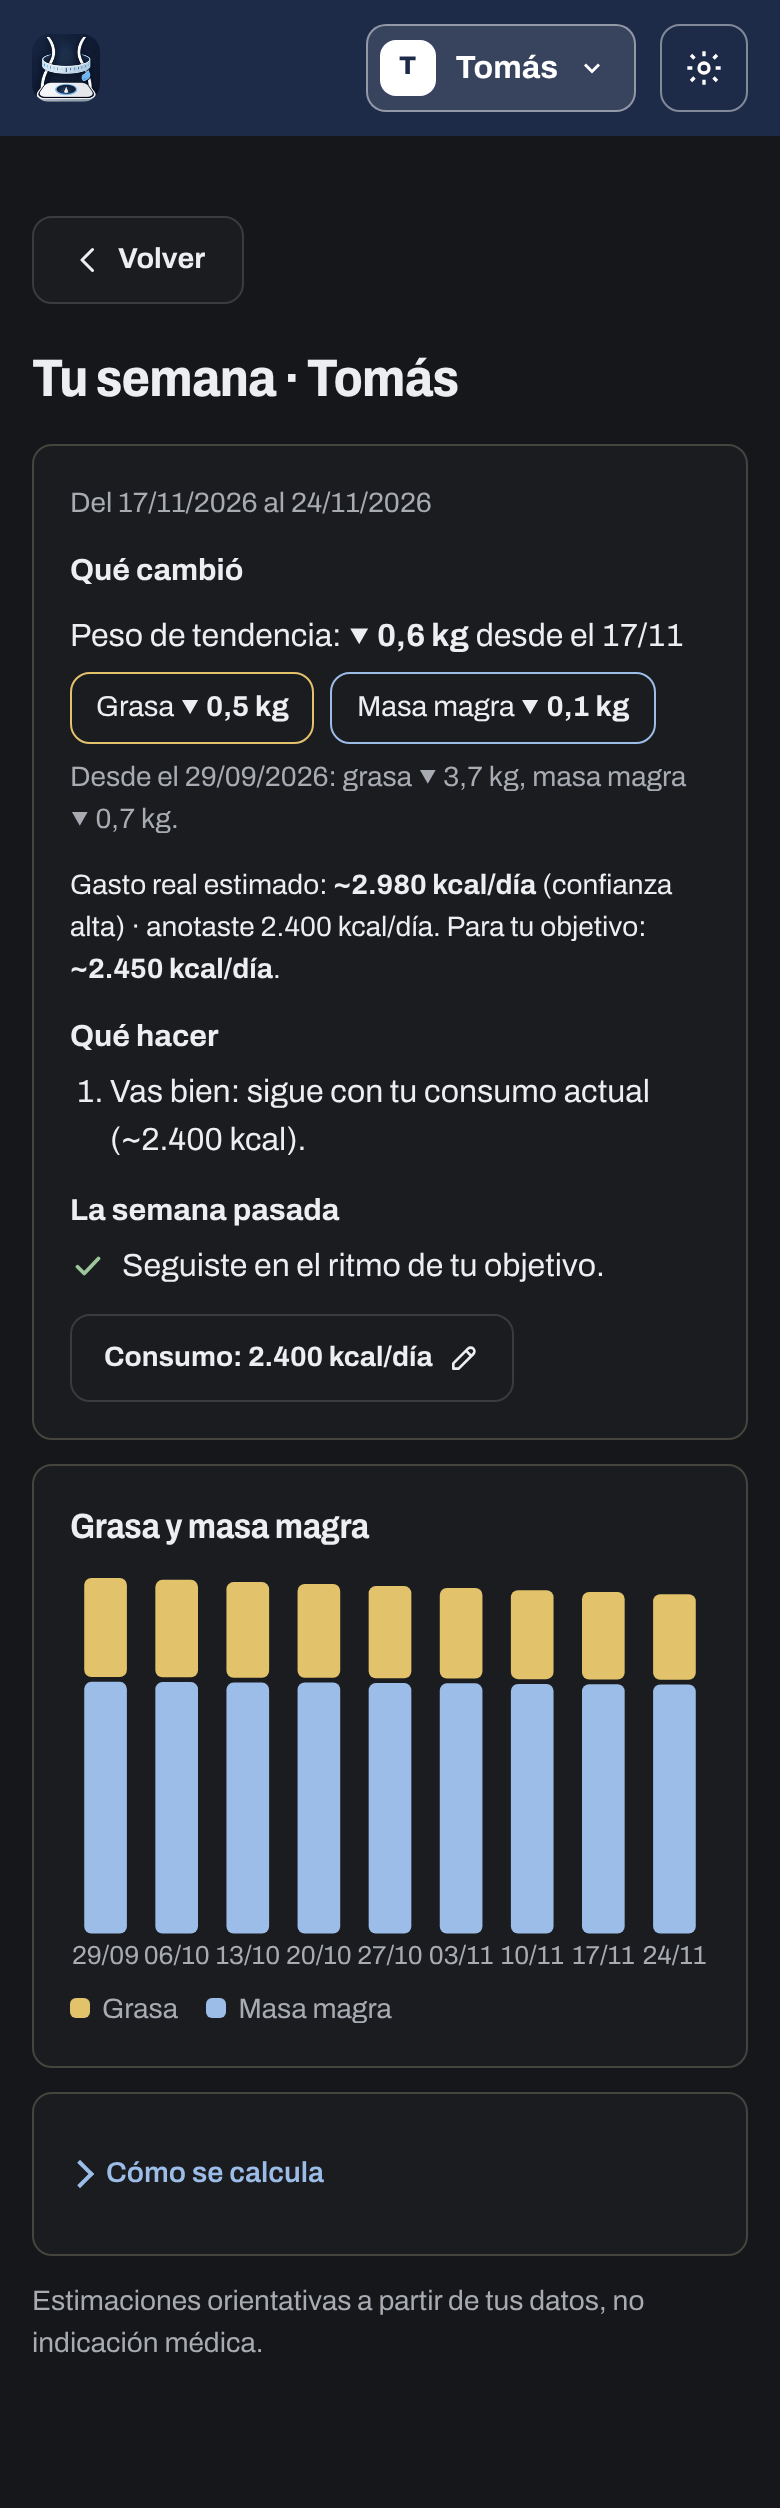 T Tomás
Volver
Tu semana · Tomás
Del 17/11/2026 al 24/11/2026
Qué cambió
Peso de tendencia: ▼ 0,6 kg desde el 17/11
Grasa ▼ 0,5 kg Masa magra ▼ 0,1 kg
Desde el 29/09/2026: grasa ▼ 3,7 kg, masa magra
▼ 0,7 kg.
Gasto real estimado: ~2.980 kcal/día (confianza
alta) · anotaste 2.400 kcal/día. Para tu objetivo:
~2.450 kcal/día.
Qué hacer
1. Vas bien: sigue con tu consumo actual
(~2.400 kcal).
La semana pasada
Seguiste en el ritmo de tu objetivo.
Consumo: 2.400 kcal/día
Grasa y masa magra
29/09 06/10 13/10 20/10 27/10 03/11 10/11 17/11 24/11
Grasa Masa magra
Cómo se calcula
Estimaciones orientativas a partir de tus datos, no
indicación médica.